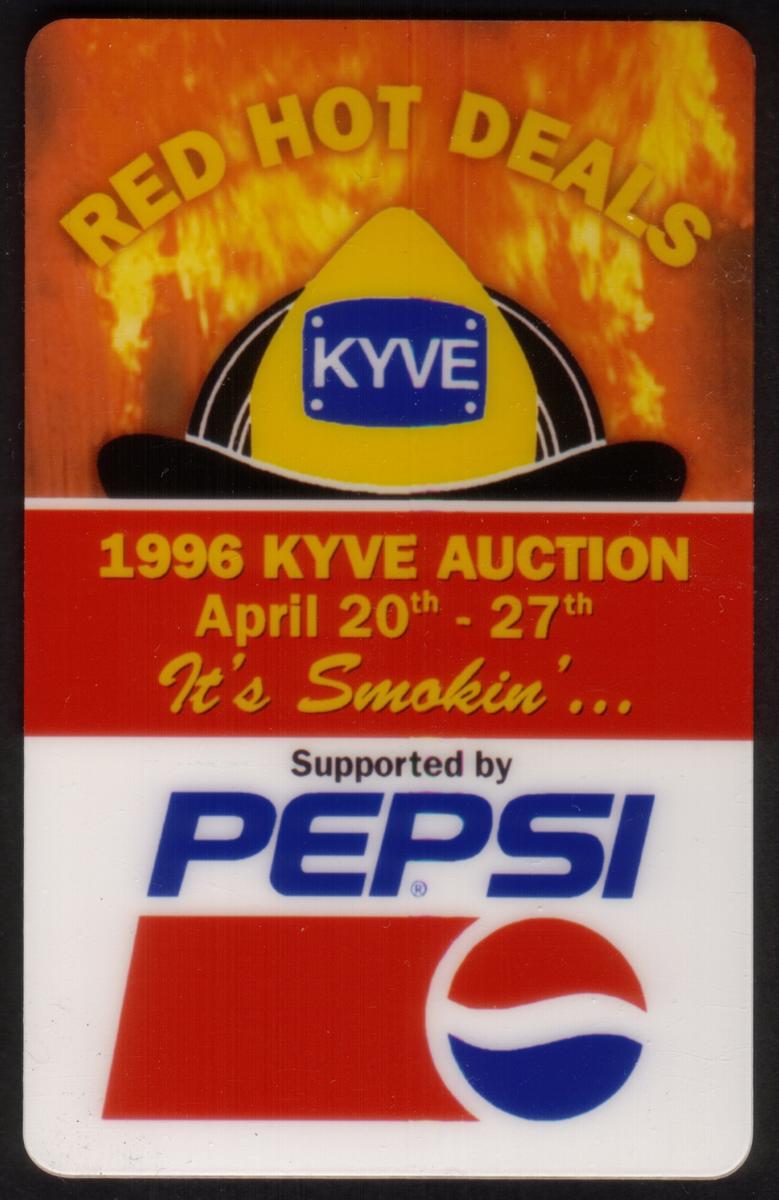 RED HOT DEALS
KYVE
1996 KYVE AUCTION
April 20th - 27th
It's Smokin'...
Supported by
PEPSI
®